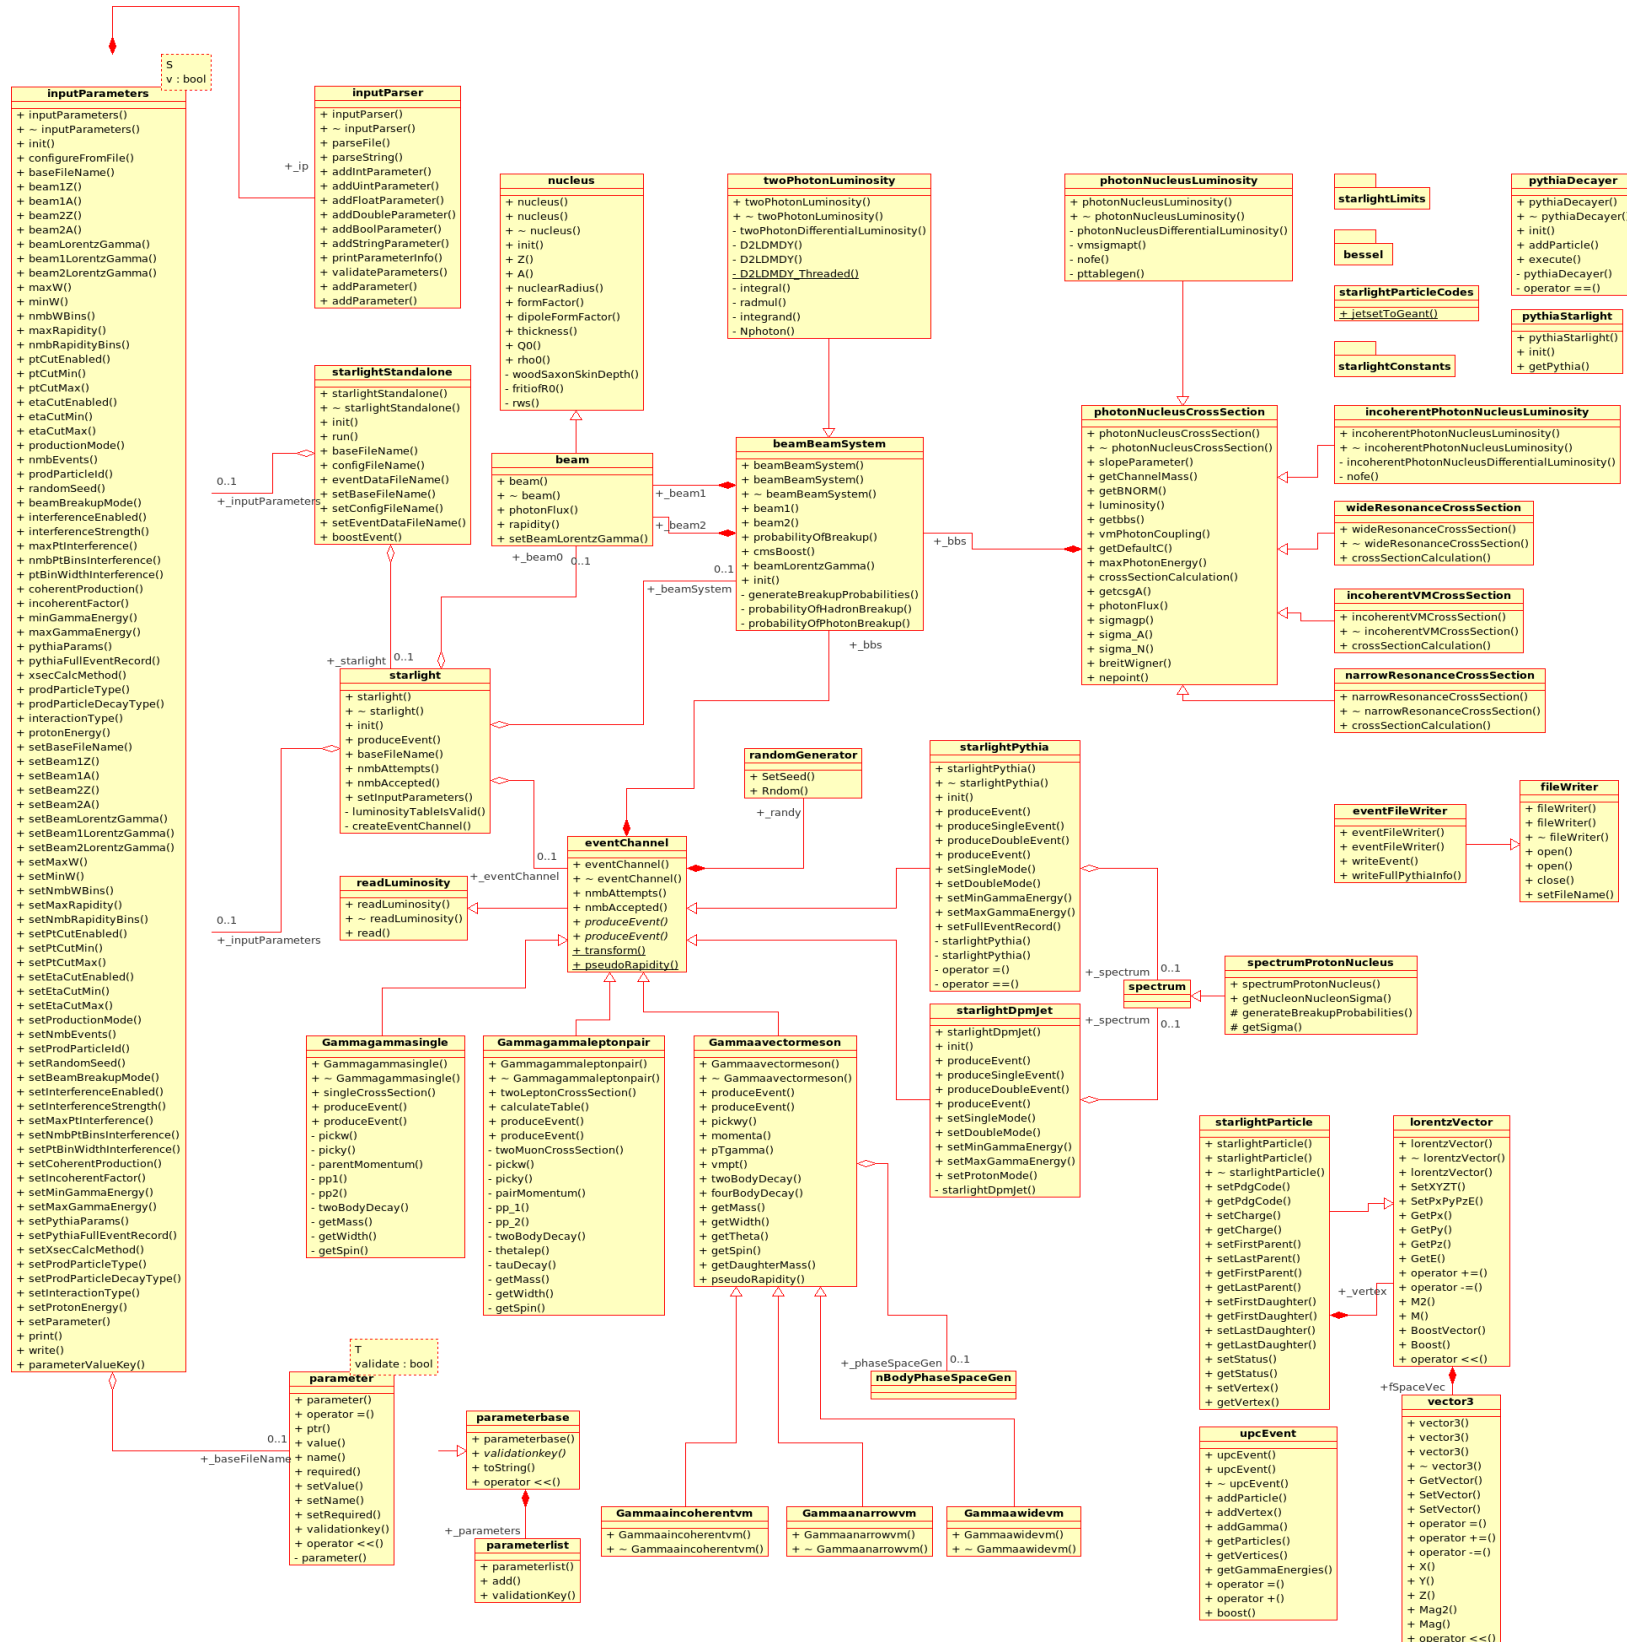 S
v : bool
inputParameters
+ inputParameters()
+ ~ inputParameters()
+ init()
+ configureFromFile()
+ baseFileName()
+ beam1Z()
+ beam1A()
+ beam2Z()
+ beam2A()
+ beamLorentzGamma()
+ beam1LorentzGamma()
+ beam2LorentzGamma()
+ maxW()
+ minW()
+ nmbWBins()
+ maxRapidity()
+ nmbRapidityBins()
+ ptCutEnabled()
+ ptCutMin()
+ ptCutMax()
+ etaCutEnabled()
+ etaCutMin()
+ etaCutMax()
+ productionMode()
+ nmbEvents()
+ prodParticleId()
+ randomSeed()
+ beamBreakupMode()
+ interferenceEnabled()
+ interferenceStrength()
+ maxPtInterference()
+ nmbPtBinsInterference()
+ ptBinWidthInterference()
+ coherentProduction()
+ incoherentFactor()
+ minGammaEnergy()
+ maxGammaEnergy()
+ pythiaParams()
+ pythiaFullEventRecord()
+ xsecCalcMethod()
+ prodParticleType()
+ prodParticleDecayType()
+ interactionType()
+ protonEnergy()
+ setBaseFileName()
+ setBeam1Z()
+ setBeam1A()
+ setBeam2Z()
+ setBeam2A()
+ setBeamLorentzGamma()
+ setBeam1LorentzGamma()
+ setBeam2LorentzGamma()
+ setMaxW()
+ setMinW()
+ setNmbWBins()
+ setMaxRapidity()
+ setNmbRapidityBins()
+ setPtCutEnabled()
+ setPtCutMin()
+ setPtCutMax()
+ setEtaCutEnabled()
+ setEtaCutMin()
+ setEtaCutMax()
+ setProductionMode()
+ setNmbEvents()
+ setProdParticleId()
+ setRandomSeed()
+ setBeamBreakupMode()
+ setInterferenceEnabled()
+ setInterferenceStrength()
+ setMaxPtInterference()
+ setNmbPtBinsInterference()
+ setPtBinWidthInterference()
+ setCoherentProduction()
+ setIncoherentFactor()
+ setMinGammaEnergy()
+ setMaxGammaEnergy()
+ setPythiaParams()
+ setPythiaFullEventRecord()
+ setXsecCalcMethod()
+ setProdParticleType()
+ setProdParticleDecayType()
+ setInteractionType()
+ setProtonEnergy()
+ setParameter()
+ print()
+ write()
+ parameterValueKey()
+_ip
inputParser
+ inputParser()
+ ~ inputParser()
+ parseFile()
+ parseString()
+ addIntParameter()
+ addUintParameter()
+ addFloatParameter()
+ addDoubleParameter()
+ addBoolParameter()
+ addStringParameter()
+ printParameterInfo()
+ validateParameters()
+ addParameter()
+ addParameter()
starlightStandalone
+ starlightStandalone()
+ ~ starlightStandalone()
+ init()
+ run()
+ baseFileName()
+ configFileName()
+ eventDataFileName()
+ setBaseFileName()
+ setConfigFileName()
+ setEventDataFileName()
+ boostEvent()
0..1
+_inputParameters
nucleus
+ nucleus()
+ nucleus()
+ ~ nucleus()
+ init()
+ Z()
+ A()
+ nuclearRadius()
+ formFactor()
+ dipoleFormFactor()
+ thickness()
+ Q0()
+ rho0()
- woodSaxonSkinDepth()
- fritiofR0()
- rws()
beam
+ beam()
+ ~ beam()
+ photonFlux()
+ rapidity()
+ setBeamLorentzGamma()
+_beam1
+_beam2
+_beam0
0..1
twoPhotonLuminosity
+ twoPhotonLuminosity()
+ ~ twoPhotonLuminosity()
- twoPhotonDifferentialLuminosity()
- D2LDMDY()
- D2LDMDY()
- D2LDMDY_Threaded()
- integral()
- radmul()
- integrand()
- Nphoton()
beamBeamSystem
+ beamBeamSystem()
+ beamBeamSystem()
+ ~ beamBeamSystem()
+ beam1()
+ beam2()
+ probabilityOfBreakup()
+ cmsBoost()
+ beamLorentzGamma()
+ init()
- generateBreakupProbabilities()
- probabilityOfHadronBreakup()
- probabilityOfPhotonBreakup()
0..1
+_beamSystem
+_bbs
+_bbs
photonNucleusLuminosity
+ photonNucleusLuminosity()
+ ~ photonNucleusLuminosity()
- photonNucleusDifferentialLuminosity()
- vmsigmapt()
- nofe()
- pttablegen()
photonNucleusCrossSection
+ photonNucleusCrossSection()
+ ~ photonNucleusCrossSection()
+ slopeParameter()
+ getChannelMass()
+ getBNORM()
+ luminosity()
+ getbbs()
+ vmPhotonCoupling()
+ getDefaultC()
+ maxPhotonEnergy()
+ crossSectionCalculation()
+ getcsgA()
+ photonFlux()
+ sigmagp()
+ sigma_A()
+ sigma_N()
+ breitWigner()
+ nepoint()
starlightLimits
bessel
starlightParticleCodes
+ jetsetToGeant()
starlightConstants
pythiaDecayer
+ pythiaDecayer()
+ ~ pythiaDecayer()
+ init()
+ addParticle()
+ execute()
- pythiaDecayer()
- operator ==()
pythiaStarlight
+ pythiaStarlight()
+ init()
+ getPythia()
incoherentPhotonNucleusLuminosity
+ incoherentPhotonNucleusLuminosity()
+ ~ incoherentPhotonNucleusLuminosity()
- incoherentPhotonNucleusDifferentialLuminosity()
- nofe()
wideResonanceCrossSection
+ wideResonanceCrossSection()
+ ~ wideResonanceCrossSection()
+ crossSectionCalculation()
incoherentVMCrossSection
+ incoherentVMCrossSection()
+ ~ incoherentVMCrossSection()
+ crossSectionCalculation()
narrowResonanceCrossSection
+ narrowResonanceCrossSection()
+ ~ narrowResonanceCrossSection()
+ crossSectionCalculation()
+_starlight
0..1
starlight
+ starlight()
+ ~ starlight()
+ init()
+ produceEvent()
+ baseFileName()
+ nmbAttempts()
+ nmbAccepted()
+ setInputParameters()
- luminosityTableIsValid()
- createEventChannel()
0..1
+_inputParameters
randomGenerator
+ SetSeed()
+ Rndom()
+_randy
0..1
+_eventChannel
eventChannel
+ eventChannel()
+ ~ eventChannel()
+ nmbAttempts()
+ nmbAccepted()
+ produceEvent()
+ produceEvent()
+ transform()
+ pseudoRapidity()
readLuminosity
+ readLuminosity()
+ ~ readLuminosity()
+ read()
starlightPythia
+ starlightPythia()
+ ~ starlightPythia()
+ init()
+ produceEvent()
+ produceSingleEvent()
+ produceDoubleEvent()
+ produceEvent()
+ setSingleMode()
+ setDoubleMode()
+ setMinGammaEnergy()
+ setMaxGammaEnergy()
+ setFullEventRecord()
- starlightPythia()
- starlightPythia()
- operator =()
- operator ==()
starlightDpmJet
+ starlightDpmJet()
+ init()
+ produceEvent()
+ produceSingleEvent()
+ produceDoubleEvent()
+ produceEvent()
+ setSingleMode()
+ setDoubleMode()
+ setMinGammaEnergy()
+ setMaxGammaEnergy()
+ setProtonMode()
- starlightDpmJet()
+_spectrum
0..1
spectrum
+_spectrum
0..1
spectrumProtonNucleus
+ spectrumProtonNucleus()
+ getNucleonNucleonSigma()
# generateBreakupProbabilities()
# getSigma()
eventFileWriter
+ eventFileWriter()
+ eventFileWriter()
+ writeEvent()
+ writeFullPythiaInfo()
fileWriter
+ fileWriter()
+ fileWriter()
+ ~ fileWriter()
+ open()
+ open()
+ close()
+ setFileName()
Gammagammasingle
+ Gammagammasingle()
+ ~ Gammagammasingle()
+ singleCrossSection()
+ produceEvent()
+ produceEvent()
- pickw()
- picky()
- parentMomentum()
- pp1()
- pp2()
- twoBodyDecay()
- getMass()
- getWidth()
- getSpin()
Gammagammaleptonpair
+ Gammagammaleptonpair()
+ ~ Gammagammaleptonpair()
+ twoLeptonCrossSection()
+ calculateTable()
+ produceEvent()
+ produceEvent()
- twoMuonCrossSection()
- pickw()
- picky()
- pairMomentum()
- pp_1()
- pp_2()
- twoBodyDecay()
- thetalep()
- tauDecay()
- getMass()
- getWidth()
- getSpin()
Gammaavectormeson
+ Gammaavectormeson()
+ ~ Gammaavectormeson()
+ produceEvent()
+ produceEvent()
+ pickwy()
+ momenta()
+ pTgamma()
+ vmpt()
+ twoBodyDecay()
+ fourBodyDecay()
+ getMass()
+ getWidth()
+ getTheta()
+ getSpin()
+ getDaughterMass()
+ pseudoRapidity()
+_phaseSpaceGen
0..1
nBodyPhaseSpaceGen
starlightParticle
+ starlightParticle()
+ starlightParticle()
+ ~ starlightParticle()
+ setPdgCode()
+ getPdgCode()
+ setCharge()
+ getCharge()
+ setFirstParent()
+ setLastParent()
+ getFirstParent()
+ getLastParent()
+ setFirstDaughter()
+ getFirstDaughter()
+ setLastDaughter()
+ getLastDaughter()
+ setStatus()
+ getStatus()
+ setVertex()
+ getVertex()
+_vertex
lorentzVector
+ lorentzVector()
+ ~ lorentzVector()
+ lorentzVector()
+ SetXYZT()
+ SetPxPyPzE()
+ GetPx()
+ GetPy()
+ GetPz()
+ GetE()
+ operator +=()
+ operator -=()
+ M2()
+ M()
+ BoostVector()
+ Boost()
+ operator <<()
+fSpaceVec
vector3
+ vector3()
+ vector3()
+ vector3()
+ ~ vector3()
+ GetVector()
+ SetVector()
+ SetVector()
+ operator =()
+ operator +=()
+ operator -=()
+ X()
+ Y()
+ Z()
+ Mag2()
+ Mag()
+ operator <<()
upcEvent
+ upcEvent()
+ upcEvent()
+ ~ upcEvent()
+ addParticle()
+ addVertex()
+ addGamma()
+ getParticles()
+ getVertices()
+ getGammaEnergies()
+ operator =()
+ operator +()
+ boost()
T
validate : bool
parameter
+ parameter()
+ operator =()
+ ptr()
+ value()
+ name()
+ required()
+ setValue()
+ setName()
+ setRequired()
+ validationkey()
+ operator <<()
- parameter()
0..1
+_baseFileName
parameterbase
+ parameterbase()
+ validationkey()
+ toString()
+ operator <<()
+_parameters
parameterlist
+ parameterlist()
+ add()
+ validationKey()
Gammaaincoherentvm
+ Gammaaincoherentvm()
+ ~ Gammaaincoherentvm()
Gammaanarrowvm
+ Gammaanarrowvm()
+ ~ Gammaanarrowvm()
Gammaawidevm
+ Gammaawidevm()
+ ~ Gammaawidevm()